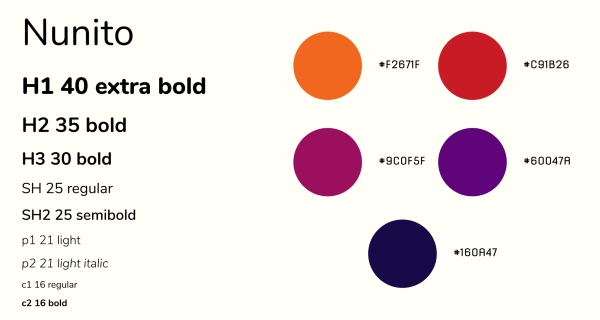 Nunito
H1 40 extra bold
H2 35 bold
H3 30 bold
SH 25 regular
SH2 25 semibold
p1 21 light
p2 21 light italic
c1 16 regular
c2 16 bold
#F2671F
#C91B26
#9C0F5F
#60047A
#160A47